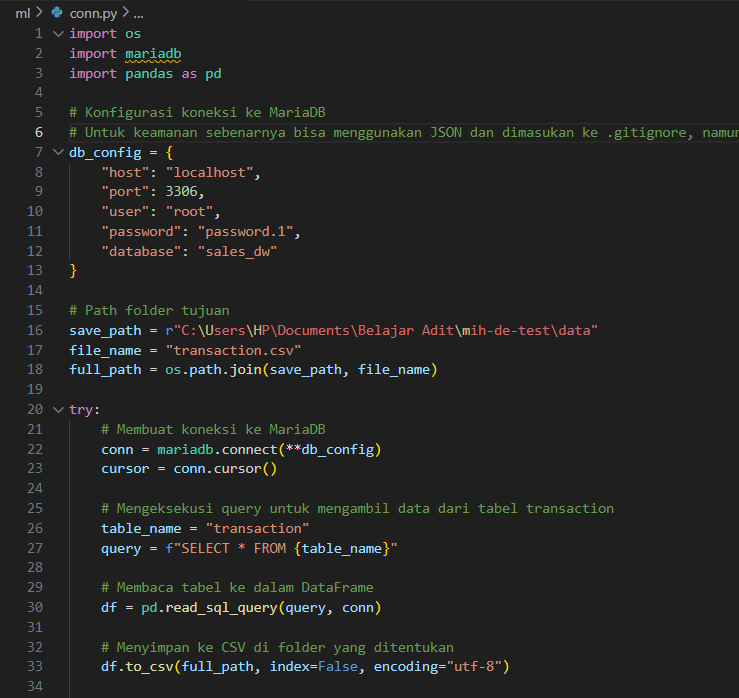 ml > conn.py > ...
1 import os
2 import mariadb
3 import pandas as pd
4
5 # Konfigurasi koneksi ke MariaDB
6 # Untuk keamanan sebenarnya bisa menggunakan JSON dan dimasukan ke .gitignore, namun
7 db_config = {
8     "host": "localhost",
9     "port": 3306,
10     "user": "root",
11     "password": "password.1",
12     "database": "sales_dw"
13 }
14
15 # Path folder tujuan
16 save_path = r"C:\Users\HP\Documents\Belajar Adit\mih-de-test\data"
17 file_name = "transaction.csv"
18 full_path = os.path.join(save_path, file_name)
19
20 try:
21     # Membuat koneksi ke MariaDB
22     conn = mariadb.connect(**db_config)
23     cursor = conn.cursor()
24
25     # Mengeksekusi query untuk mengambil data dari tabel transaction
26     table_name = "transaction"
27     query = f"SELECT * FROM {table_name}"
28
29     # Membaca tabel ke dalam DataFrame
30     df = pd.read_sql_query(query, conn)
31
32     # Menyimpan ke CSV di folder yang ditentukan
33     df.to_csv(full_path, index=False, encoding="utf-8")
34